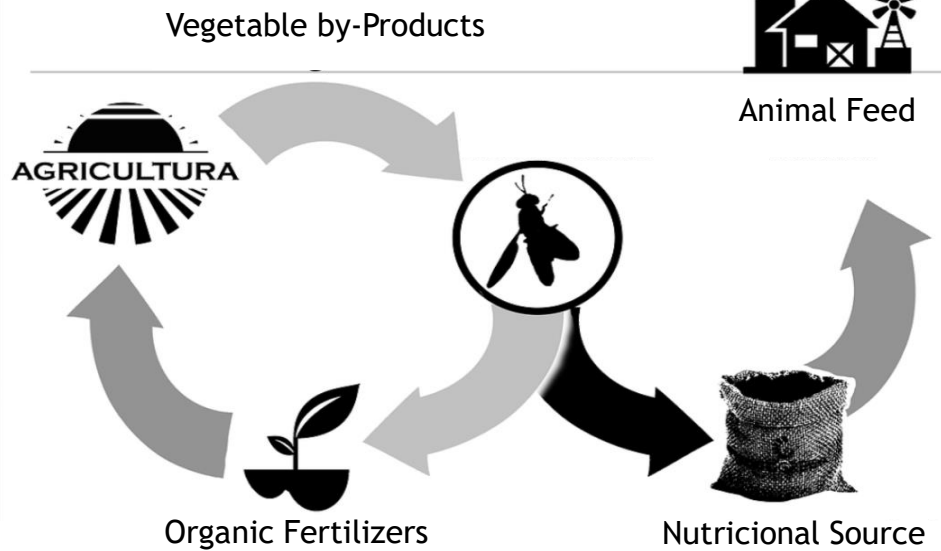 Vegetable by-Products
Animal Feed
AGRICULTURA
Organic Fertilizers
Nutricional Source